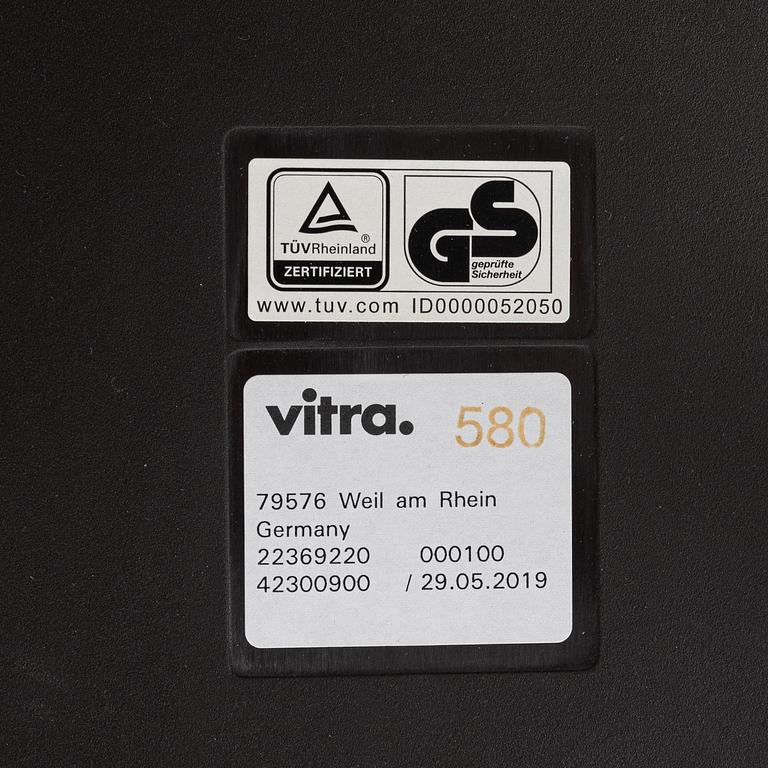 TÜVRheinland®
ZERTIFIZIERT
GS
geprüfte
Sicherheit
www.tuv.com ID0000052050
vitra. 580
79576 Weil am Rhein
Germany
22369220 000100
42300900 / 29.05.2019